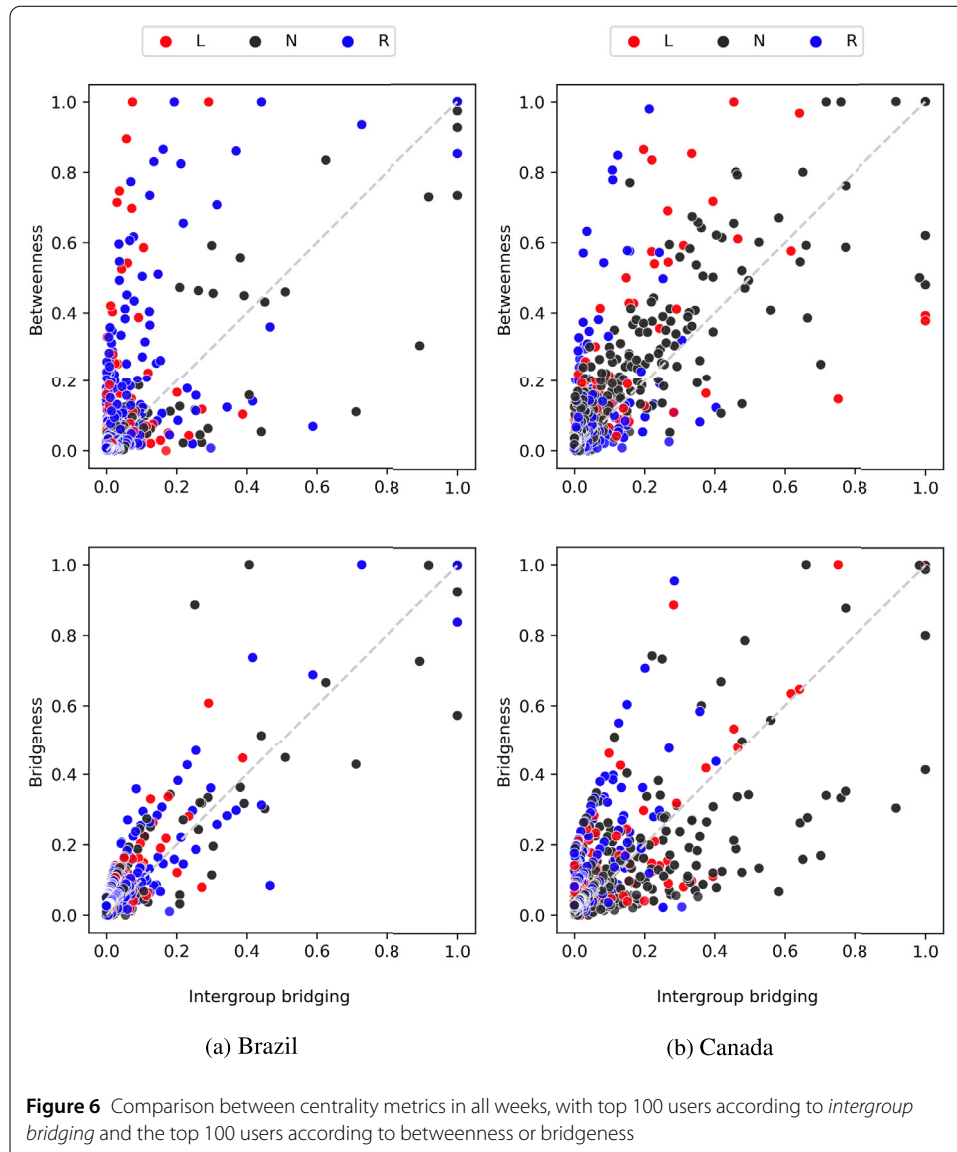 L N R
L N R
1.0
0.8
0.6
0.4
0.2
0.0
Betweenness
0.0 0.2 0.4 0.6 0.8 1.0
1.0
0.8
0.6
0.4
0.2
0.0
Betweenness
0.0 0.2 0.4 0.6 0.8 1.0
1.0
0.8
0.6
0.4
0.2
0.0
Bridgeness
0.0 0.2 0.4 0.6 0.8 1.0
Intergroup bridging
1.0
0.8
0.6
0.4
0.2
0.0
Bridgeness
0.0 0.2 0.4 0.6 0.8 1.0
Intergroup bridging
(a) Brazil
(b) Canada
Figure 6 Comparison between centrality metrics in all weeks, with top 100 users according to intergroup
bridging and the top 100 users according to betweenness or bridgeness